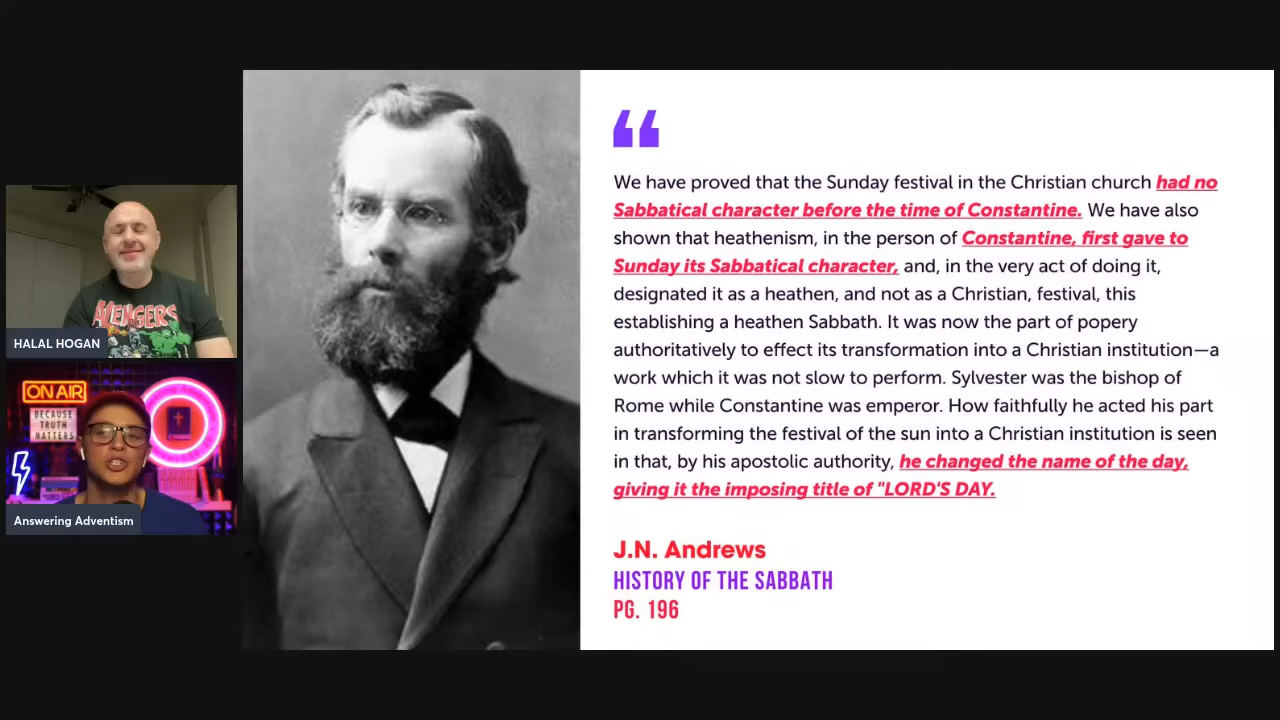 AVENGERS
HALAL HOGAN
ON AIR
BECAUSE
TRUTH
MATTERS
Answering Adventism
“
We have proved that the Sunday festival in the Christian church had no
Sabbatical character before the time of Constantine. We have also
shown that heathenism, in the person of Constantine, first gave to
Sunday its Sabbatical character, and, in the very act of doing it,
designated it as a heathen, and not as a Christian, festival, this
establishing a heathen Sabbath. It was now the part of popery
authoritatively to effect its transformation into a Christian institution—a
work which it was not slow to perform. Sylvester was the bishop of
Rome while Constantine was emperor. How faithfully he acted his part
in transforming the festival of the sun into a Christian institution is seen
in that, by his apostolic authority, he changed the name of the day,
giving it the imposing title of "LORD'S DAY.
J.N. Andrews
HISTORY OF THE SABBATH
PG. 196